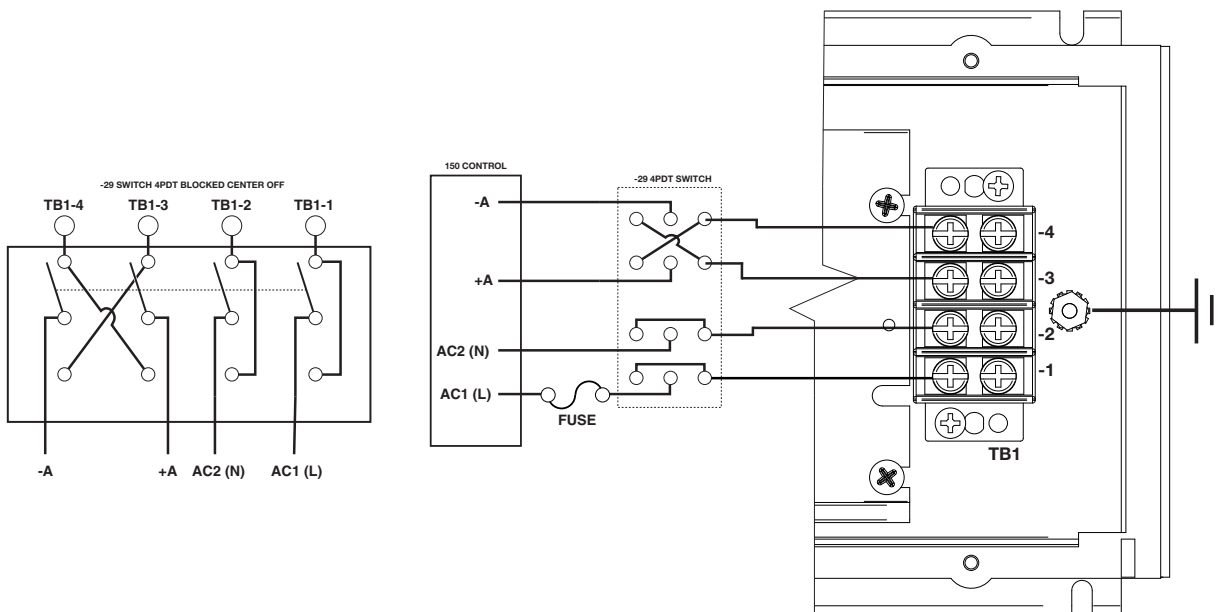 -29 SWITCH 4PDT BLOCKED CENTER OFF
TB1-4 TB1-3 TB1-2 TB1-1
-A +A AC2 (N) AC1 (L)
150 CONTROL
-29 4PDT SWITCH
-A
+A
AC2 (N)
AC1 (L)
FUSE
-4
-3
-2
-1
TB1